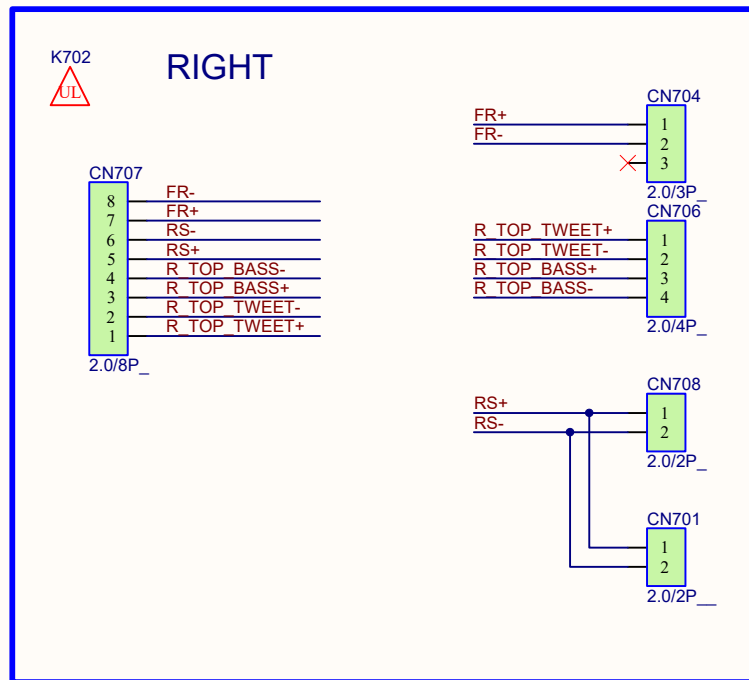 K702
UL
RIGHT
CN707
8 FR-
7 FR+
6 RS-
5 RS+
4 R_TOP_BASS-
3 R_TOP_BASS+
2 R_TOP_TWEET-
1 R_TOP_TWEET+
2.0/8P_
CN704
FR+ 1
FR- 2
3
2.0/3P_
CN706
R_TOP_TWEET+ 1
R_TOP_TWEET- 2
R_TOP_BASS+ 3
R_TOP_BASS- 4
2.0/4P_
CN708
RS+ 1
RS- 2
2.0/2P_
CN701
1
2
2.0/2P__